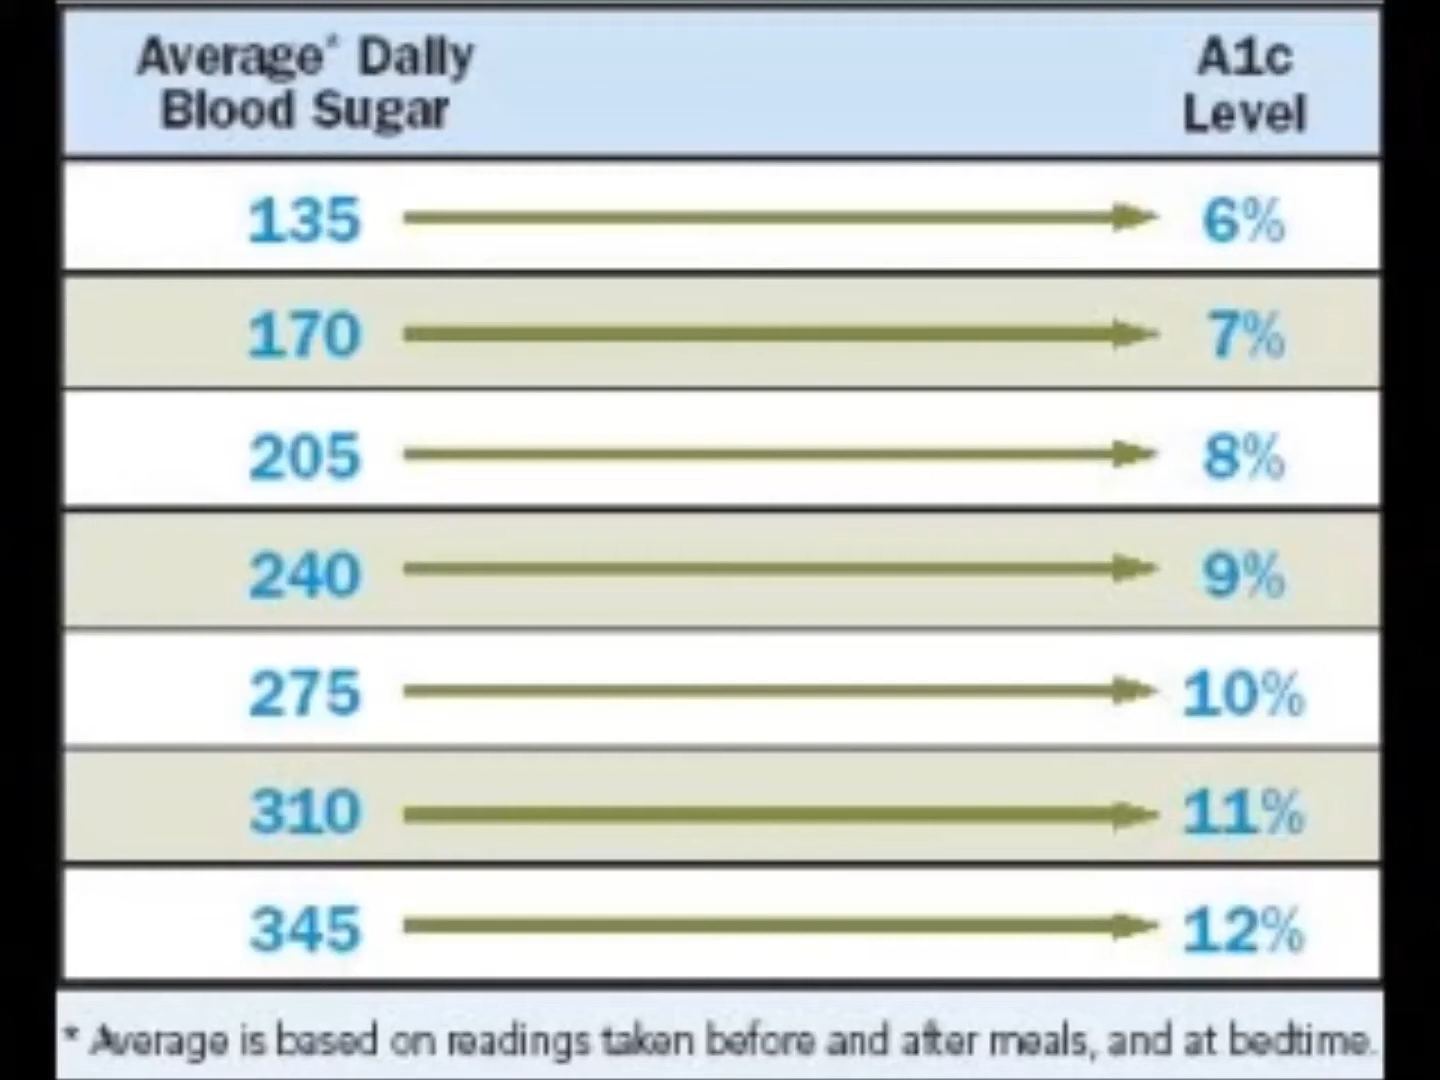 Average* Daily
Blood Sugar
A1c
Level
135 6%
170 7%
205 8%
240 9%
275 10%
310 11%
345 12%
* Average is based on readings taken before and after meals, and at bedtime.